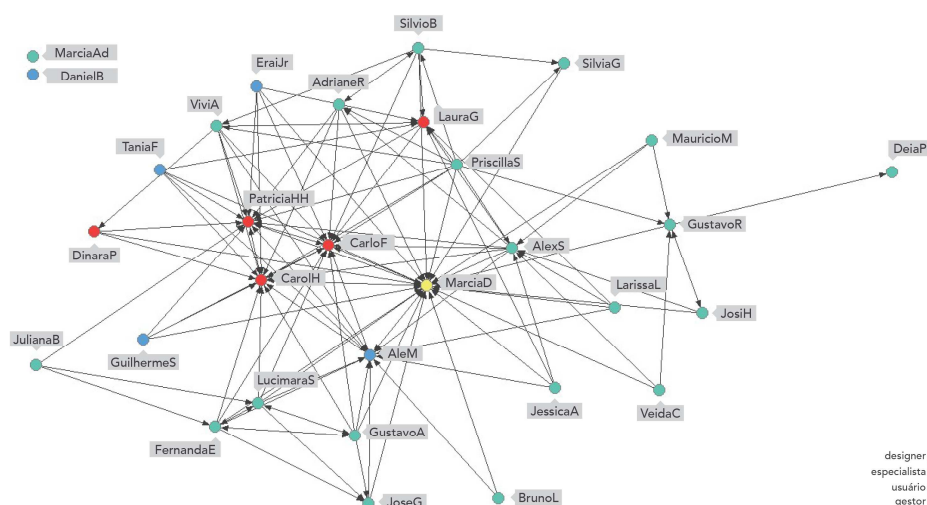 SilvioB
MarciaAd
DanielB
EraiJr
SilviaG
AdrianeR
ViviA
LauraG
MauricioM
TaniaF
DeiaP
PriscillaS
PatriciaHH
GustavoR
CarloF
AlexS
DinaraP
CarolH
MarciaD
LarissaL
JosiH
JulianaB
GuilhermeS
AleM
LucimaraS
JessicaA
VeidaC
GustavoA
FernandaE
designer
especialista
usuário
gestor
JoseG
BrunoL